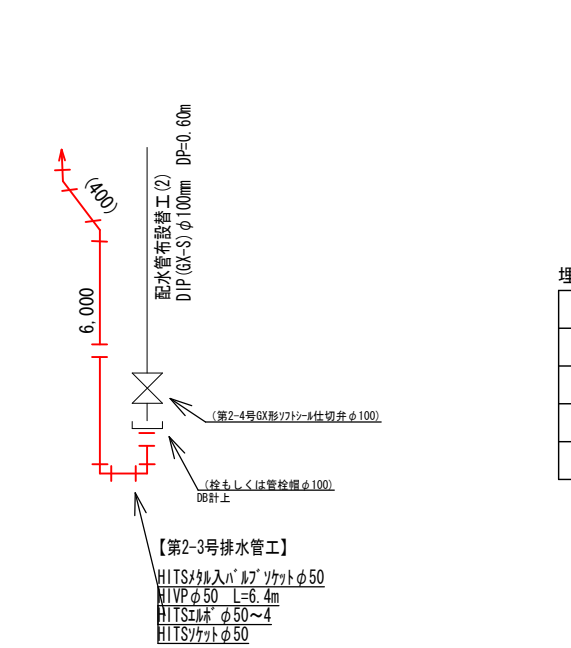 配水管布設替工(2)
DIP(GX-S)φ100mm DP=0.60m
(400)
6,000
埋
(第2-4号GX形ソフトシール仕切弁φ100)
(栓もしくは管栓帽φ100)
DB計上
【第2-3号排水管工】
HITSメタル入バルブソケットφ50
HIVPφ50 L=6.4m
HITSエルボφ50～4
HITSソケットφ50